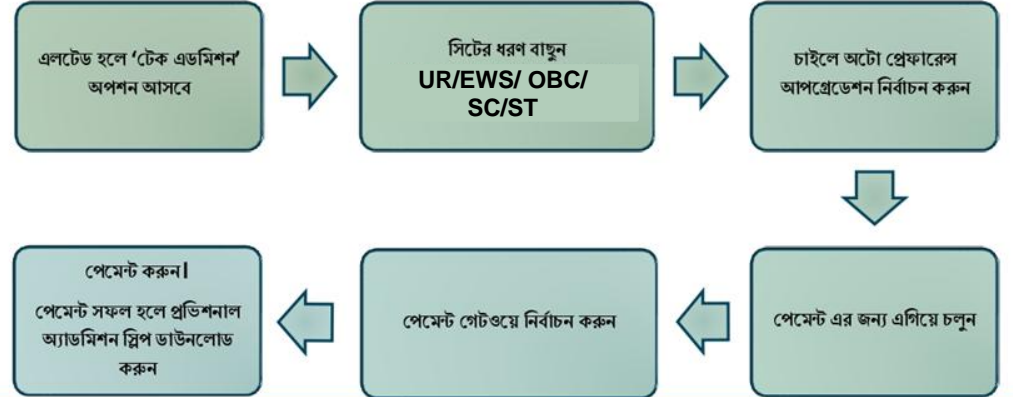 এলটেড হলে ‘টেক এডমিশন’
অপশন আসবে
সিটের ধরণ বাছুন
UR/EWS/ OBC/
SC/ST
চাইলে অটো প্রেফারেন্স
আপগ্রেডেশন নির্বাচন করুন
পেমেন্ট এর জন্য এগিয়ে চলুন
পেমেন্ট গেটওয়ে নির্বাচন করুন
পেমেন্ট করুন।
পেমেন্ট সফল হলে প্রভিশনাল
অ্যাডমিশন স্লিপ ডাউনলোড
করুন